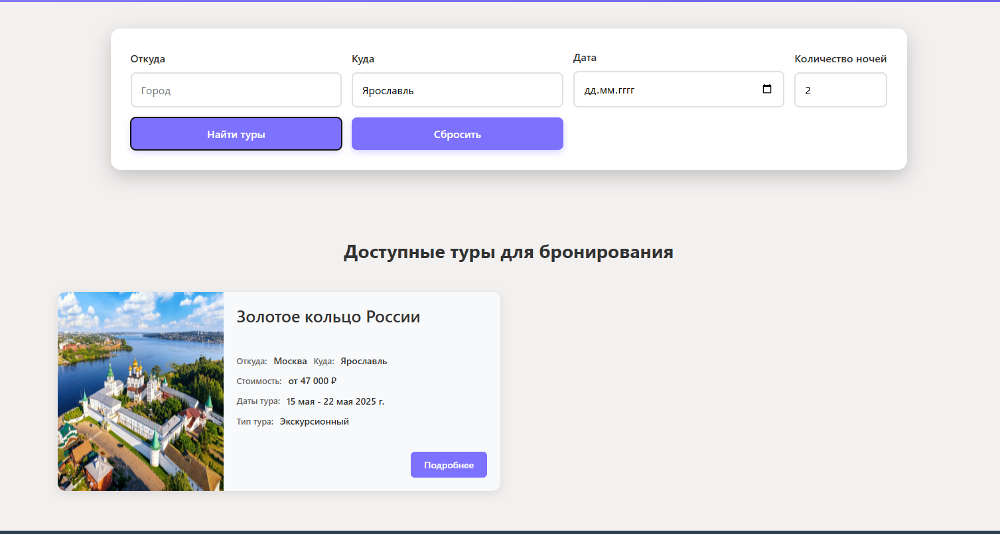 Откуда
Куда
Дата
Количество ночей
Город
Ярославль
дд.мм.гггг
2
Найти туры
Сбросить
Доступные туры для бронирования
Золотое кольцо России
Откуда: Москва Куда: Ярославль
Стоимость: от 47 000 ₽
Даты тура: 15 мая - 22 мая 2025 г.
Тип тура: Экскурсионный
Подробнее